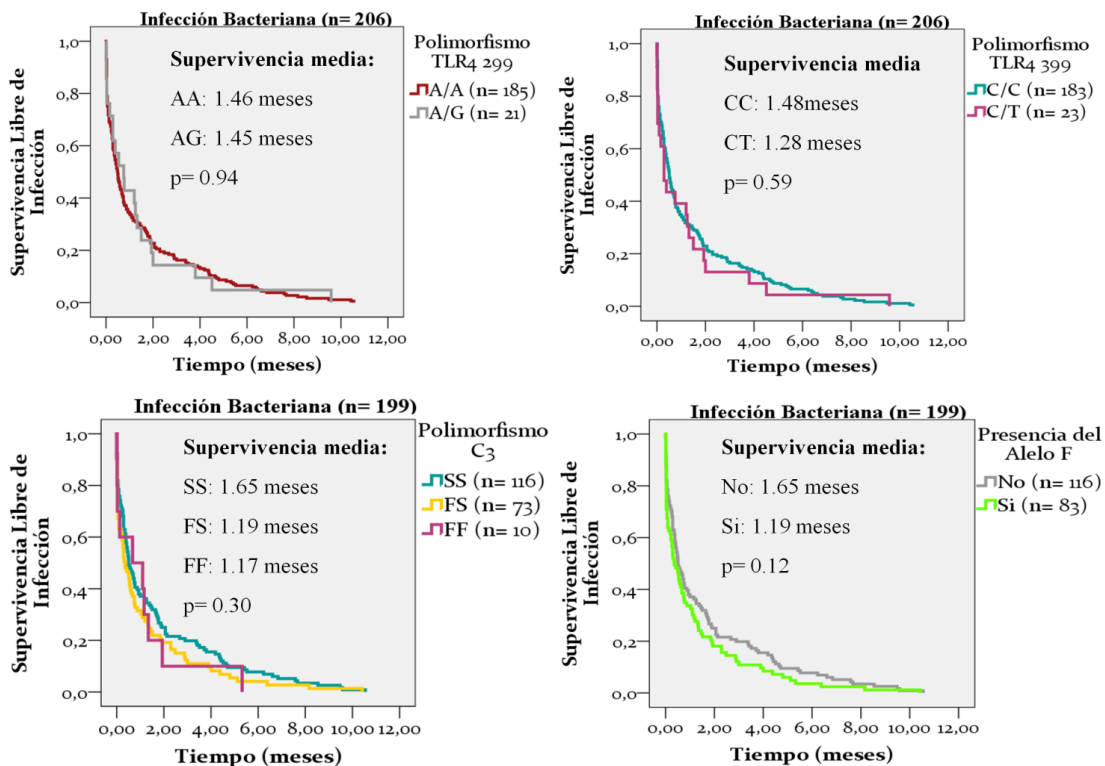 Infección Bacteriana (n= 206)
Supervivencia Libre de
Infección
1,0
0,8
0,6
0,4
0,2
0,0
Supervivencia media:
AA: 1.46 meses
AG: 1.45 meses
p= 0.94
Polimorfismo
TLR4 299
A/A (n= 185)
A/G (n= 21)
0,00 2,00 4,00 6,00 8,00 10,00 12,00
Tiempo (meses)
Infección Bacteriana (n= 206)
Supervivencia Libre de
Infección
1,0
0,8
0,6
0,4
0,2
0,0
Supervivencia media
CC: 1.48meses
CT: 1.28 meses
p= 0.59
Polimorfismo
TLR4 399
C/C (n= 183)
C/T (n= 23)
0,00 2,00 4,00 6,00 8,00 10,00 12,00
Tiempo (meses)
Infección Bacteriana (n= 199)
Supervivencia Libre de
Infección
1,0
0,8
0,6
0,4
0,2
0,0
Supervivencia media:
SS: 1.65 meses
FS: 1.19 meses
FF: 1.17 meses
p= 0.30
Polimorfismo
C3
SS (n= 116)
FS (n= 73)
FF (n= 10)
0,00 2,00 4,00 6,00 8,00 10,00 12,00
Tiempo (meses)
Infección Bacteriana (n= 199)
Supervivencia Libre de
Infección
1,0
0,8
0,6
0,4
0,2
0,0
Supervivencia media:
No: 1.65 meses
Si: 1.19 meses
p= 0.12
Presencia del
Alelo F
No (n= 116)
Si (n= 83)
0,00 2,00 4,00 6,00 8,00 10,00 12,00
Tiempo (meses)